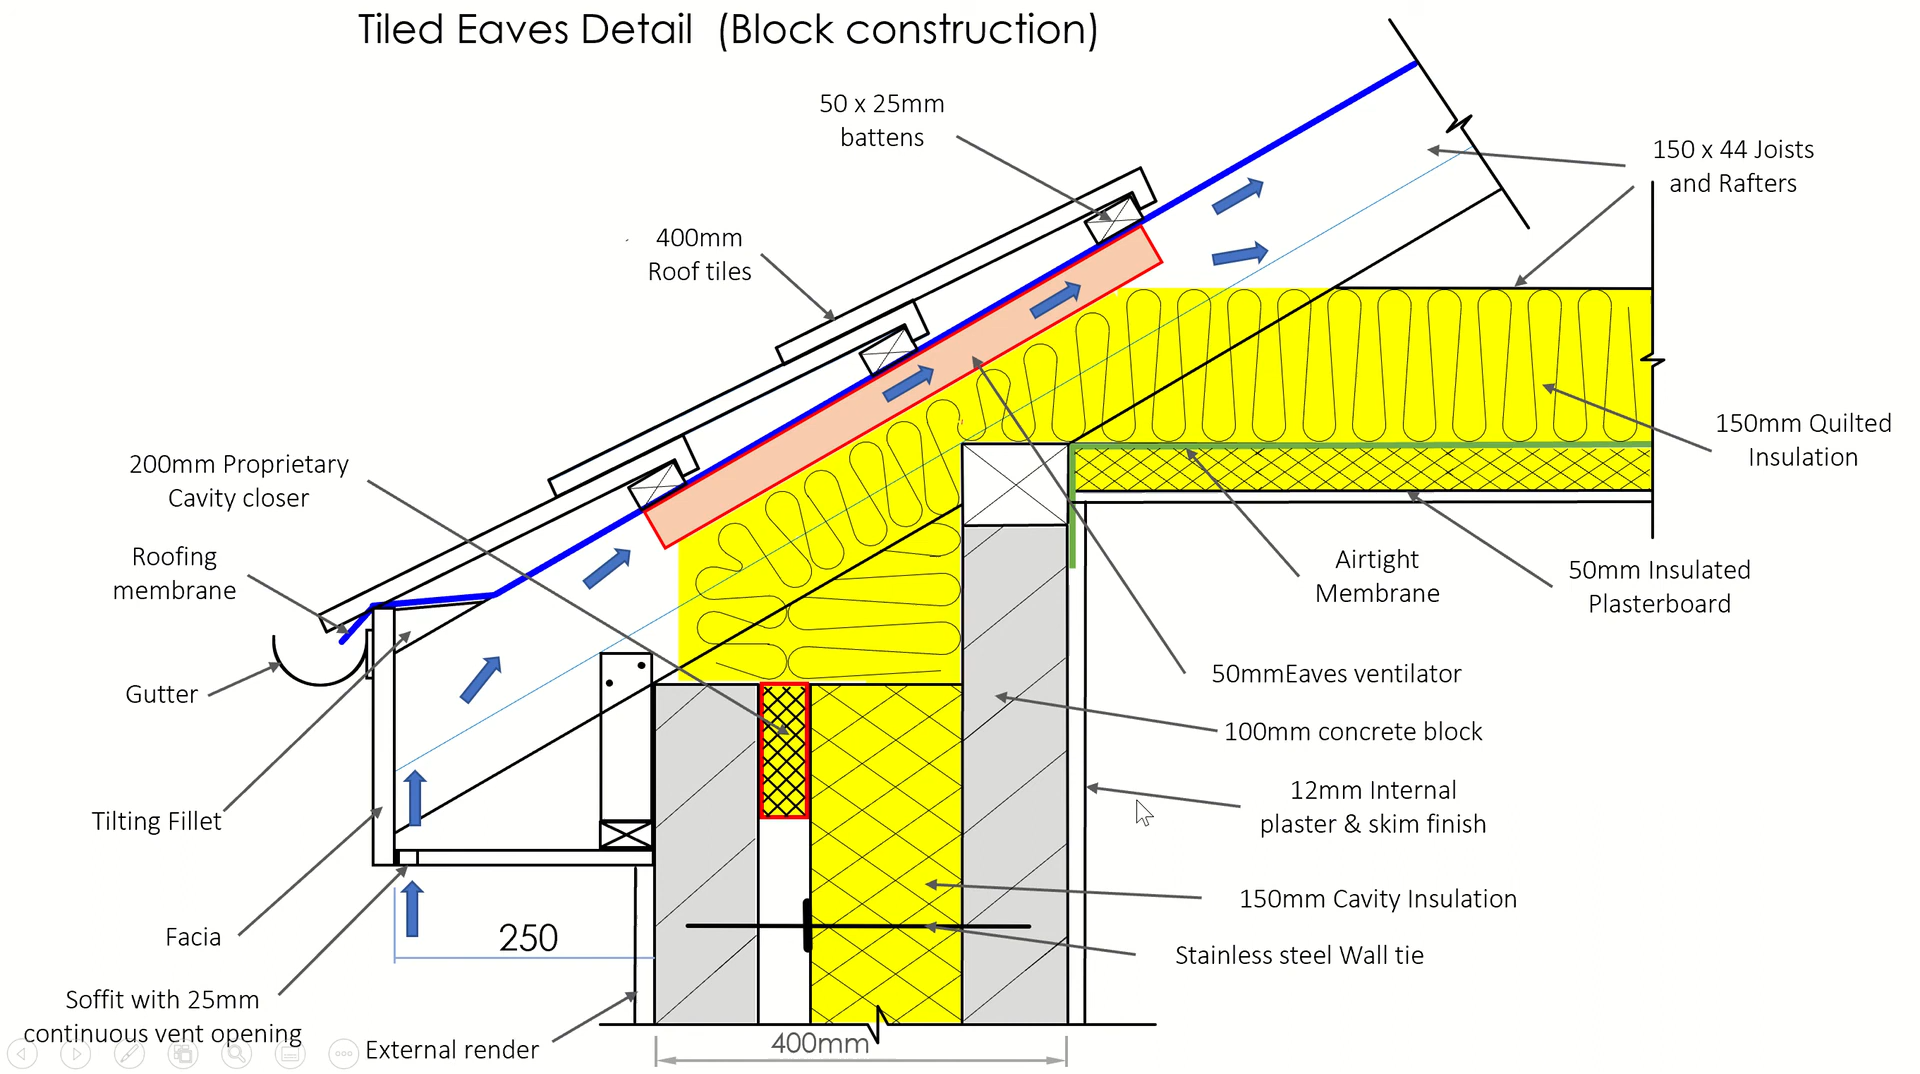 Tiled Eaves Detail (Block construction)
50 x 25mm
battens
150 x 44 Joists
and Rafters
400mm
Roof tiles
150mm Quilted
Insulation
200mm Proprietary
Cavity closer
Roofing
membrane
Airtight
Membrane
50mm Insulated
Plasterboard
50mmEaves ventilator
Gutter
100mm concrete block
12mm Internal
plaster & skim finish
Tilting Fillet
150mm Cavity Insulation
Facia
250
Stainless steel Wall tie
Soffit with 25mm
continuous vent opening
External render
400mm